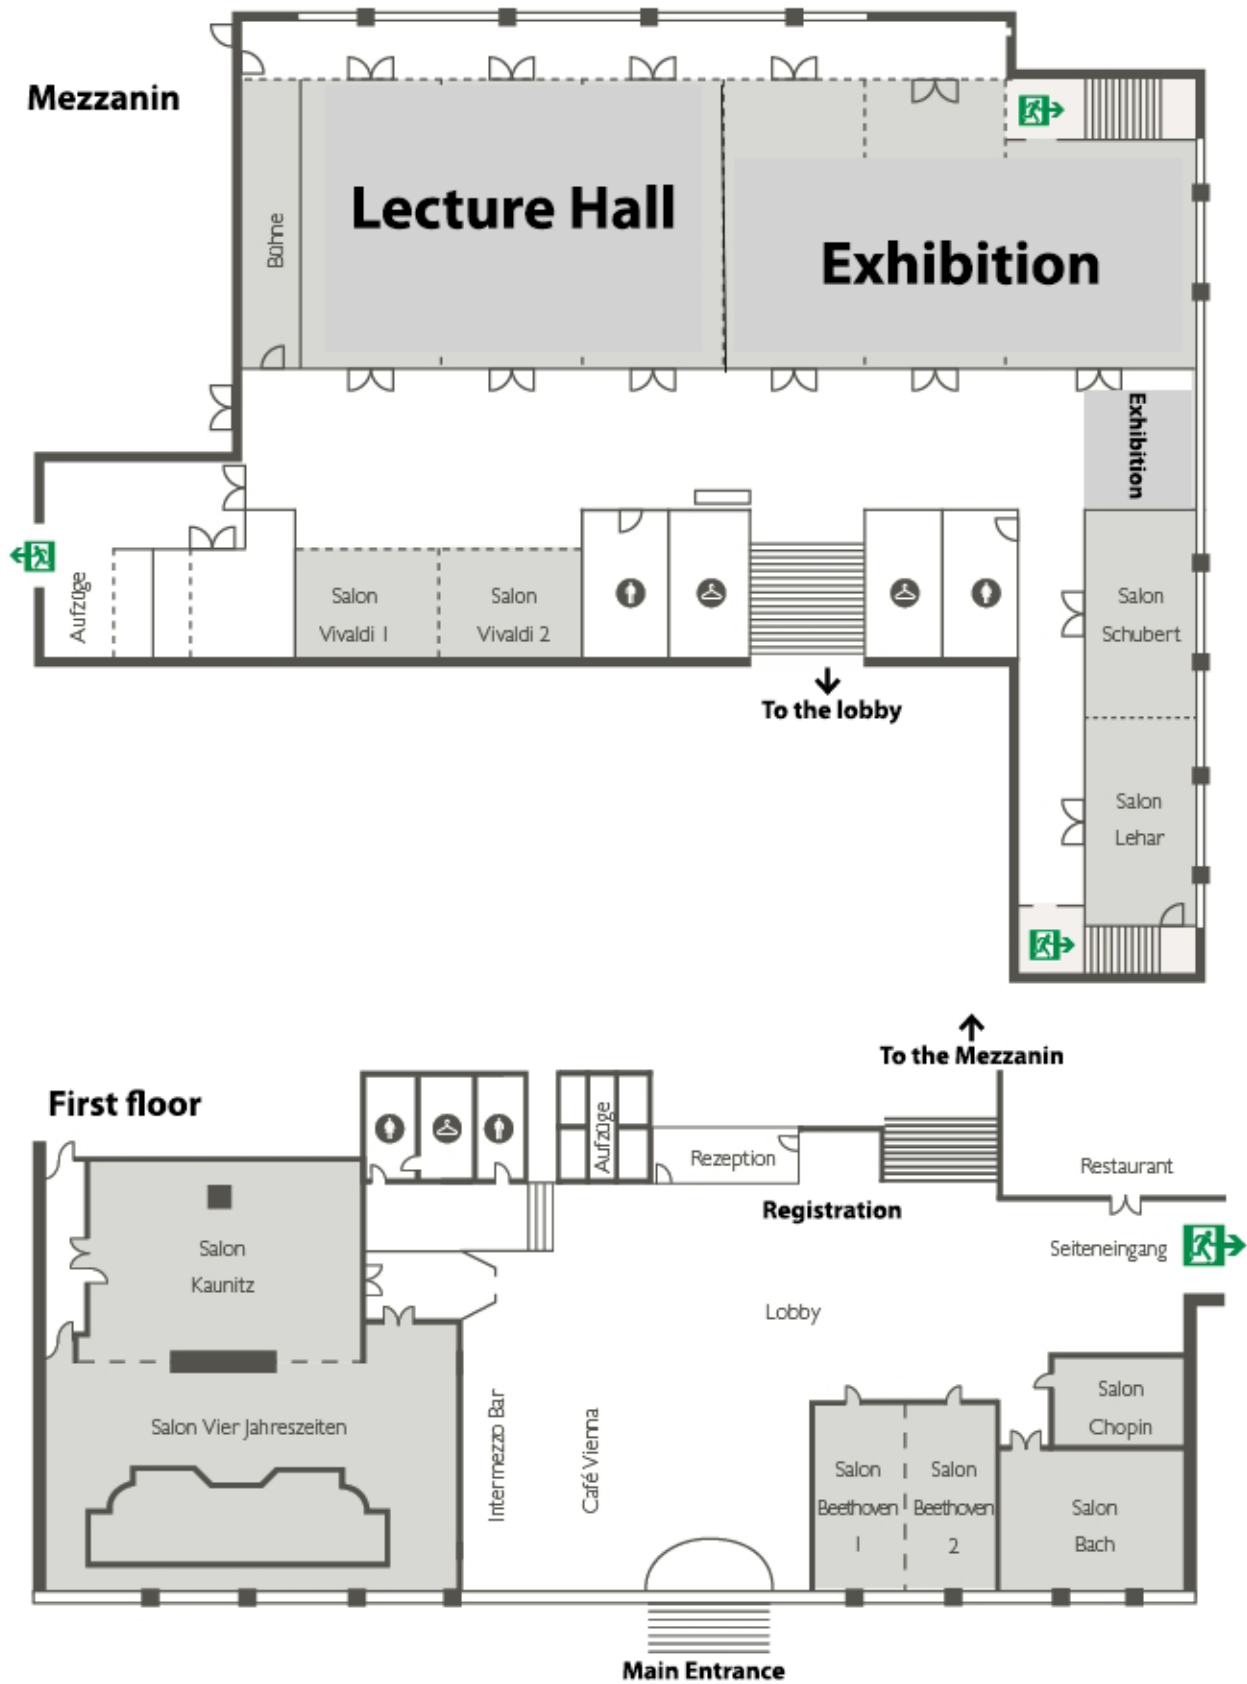 Mezzanin
Lecture Hall
Exhibition
Bühne
Exhibition
Aufzüge
Salon
Vivaldi 1
Salon
Vivaldi 2
Salon
Schubert
To the lobby
Salon
Lehar
To the Mezzanin
First floor
Aufzüge
Rezeption
Restaurant
Registration
Seiteneingang
Salon
Kaunitz
Lobby
Salon Vier Jahreszeiten
Intermezzo Bar
Café Vienna
Salon
Chopin
Salon
Beethoven
1
Salon
Beethoven
2
Salon
Bach
Main Entrance